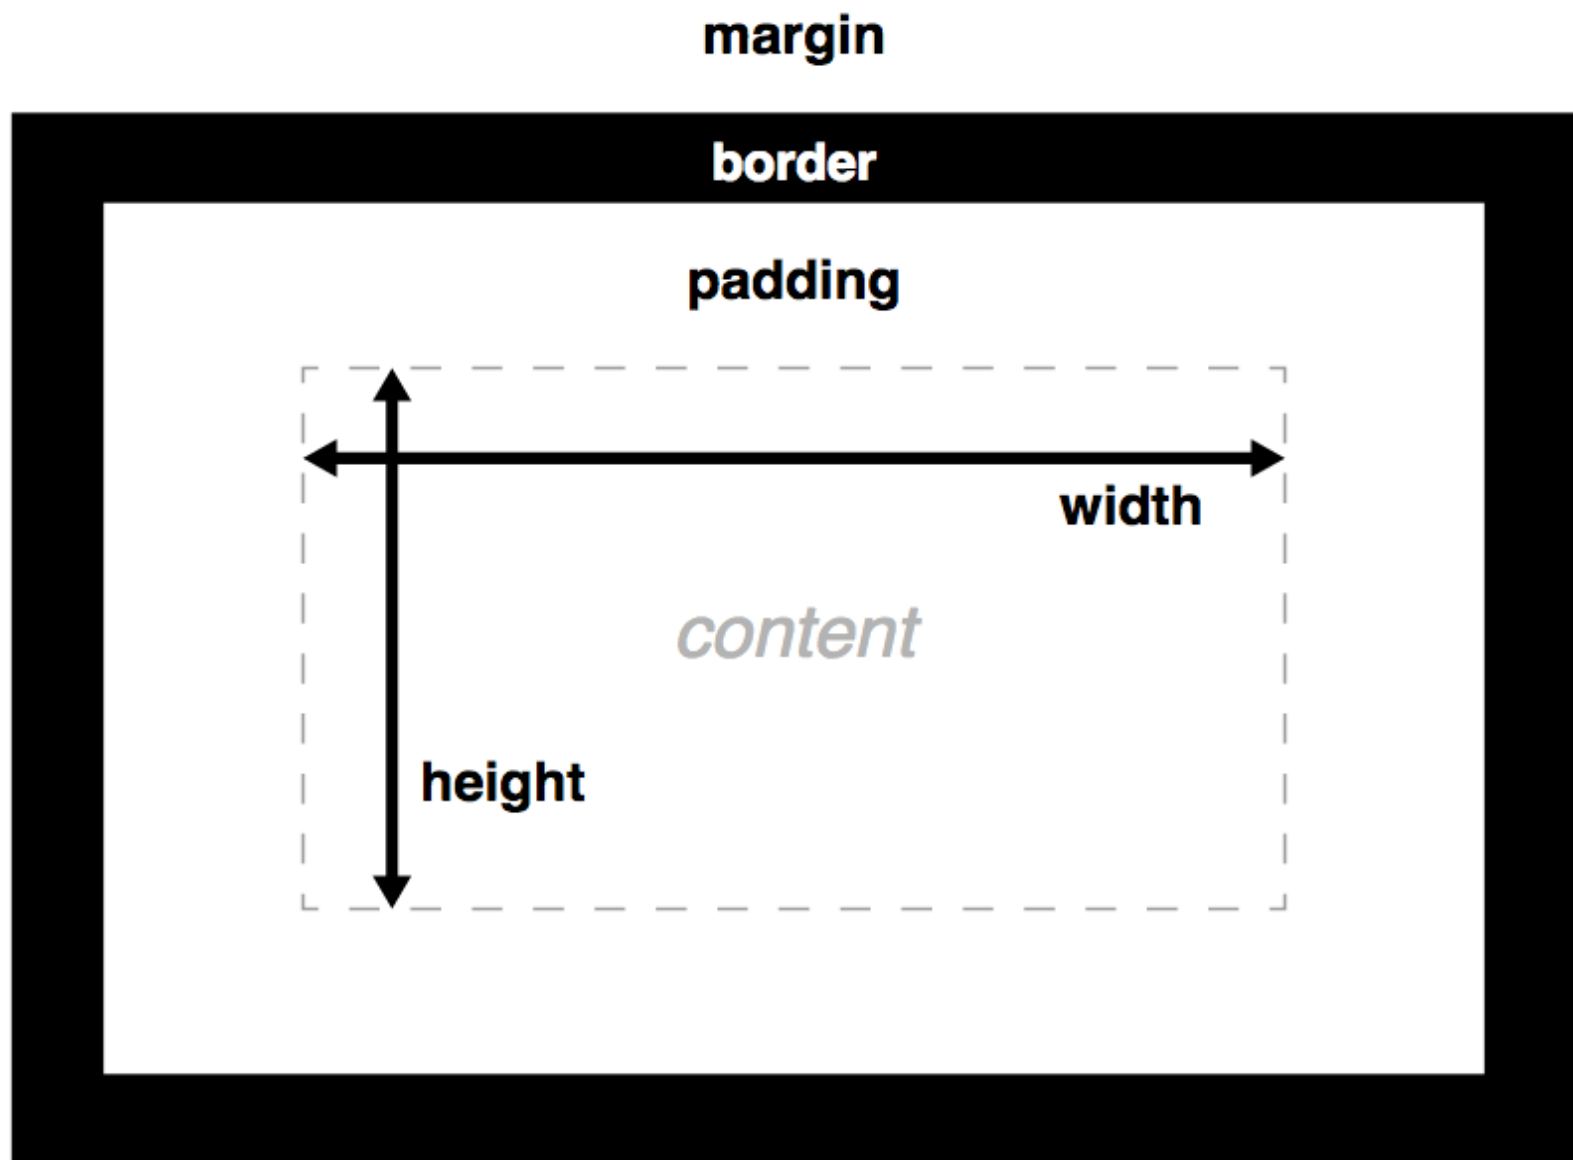 margin
border
padding
width
content
height